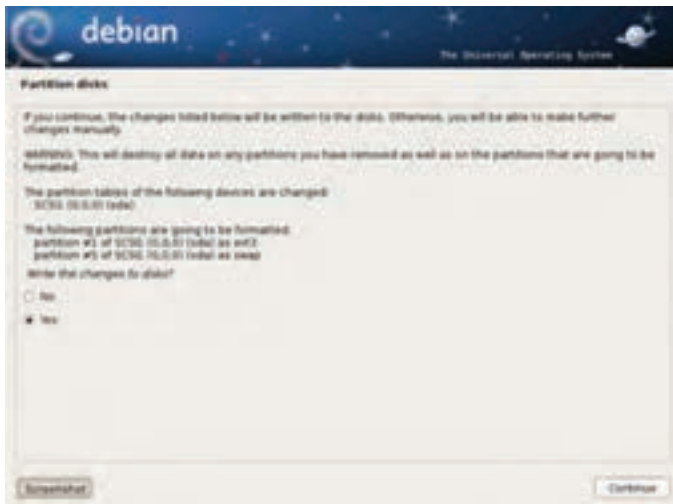 debian
The Universal Operating System
Partition disks
If you continue, the changes listed below will be written to the disks. Otherwise, you will be able to make further
changes manually.
WARNING: This will destroy all data on any partitions you have removed as well as on the partitions that are going to be
formatted.
The partition tables of the following devices are changed:
SCSI (0,0,0) (sda)
The following partitions are going to be formatted:
partition #1 of SCSI (0,0,0) (sda) as ext3
partition #5 of SCSI (0,0,0) (sda) as swap
Write the changes to disks?
No
Yes
Screenshot
Continue